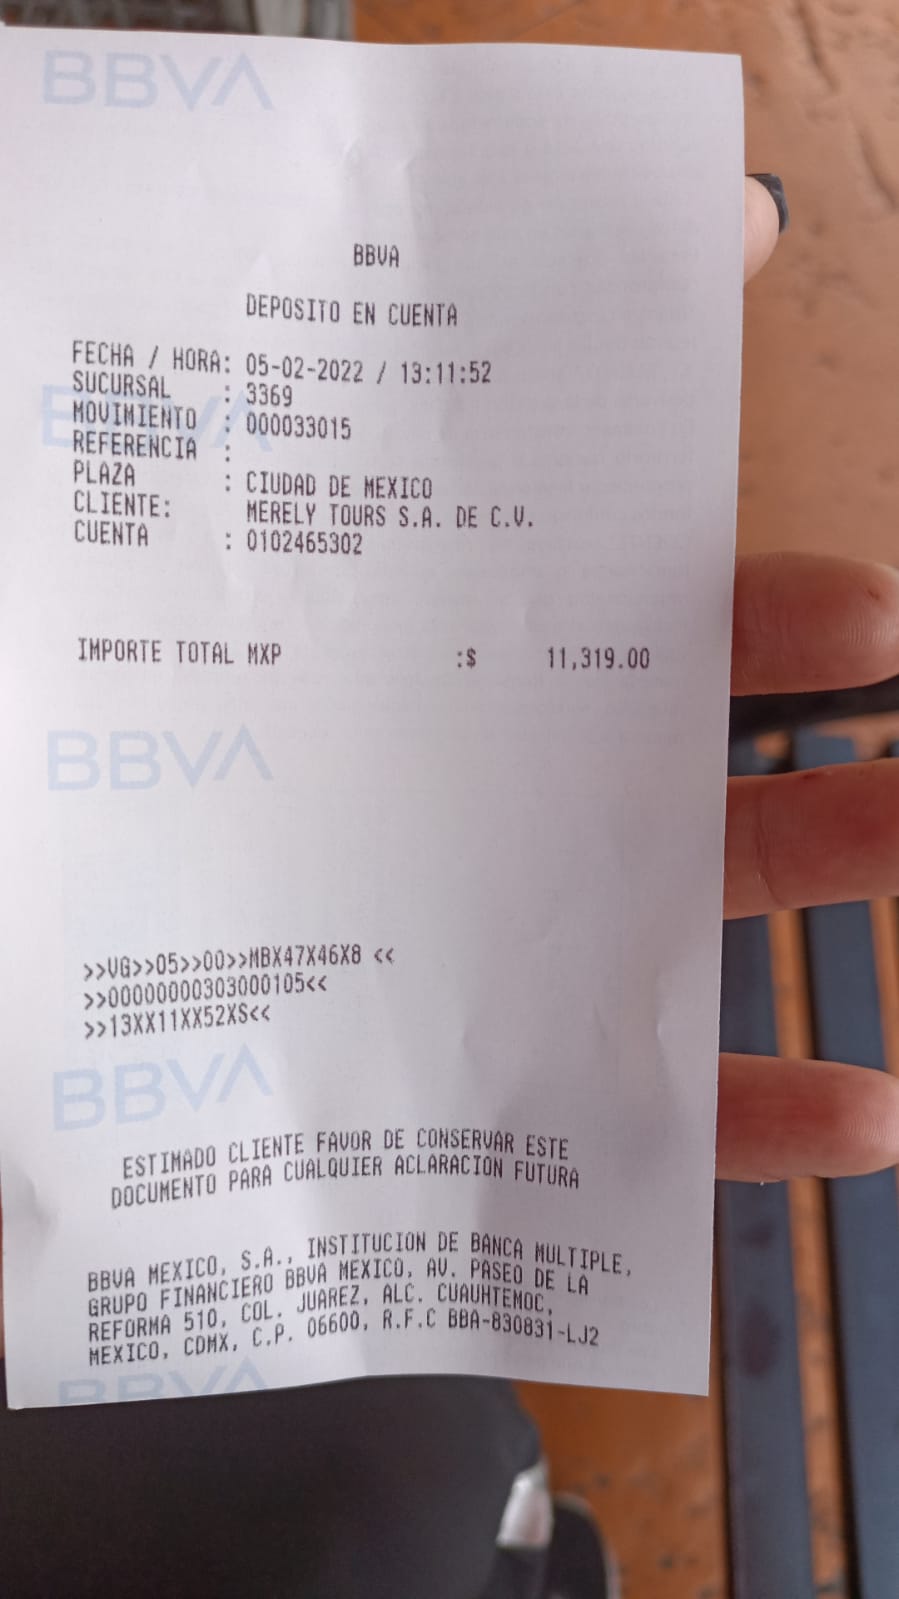 BBVA
BBVA
DEPOSITO EN CUENTA
FECHA / HORA: 05-02-2022 / 13:11:52
SUCURSAL : 3369
BBVA
MOVIMIENTO : 000033015
REFERENCIA :
PLAZA : CIUDAD DE MEXICO
CLIENTE: MERELY TOURS S.A. DE C.V.
CUENTA : 0102465302
IMPORTE TOTAL MXP :$ 11,319.00
BBVA
>>VG>>05>>00>>MBX47X46X8 <<
>>00000000303000105<<
>>13XX11XX52XS<<
BBVA
ESTIMADO CLIENTE FAVOR DE CONSERVAR ESTE
DOCUMENTO PARA CUALQUIER ACLARACION FUTURA
BBVA MEXICO, S.A., INSTITUCION DE BANCA MULTIPLE,
GRUPO FINANCIERO BBVA MEXICO, AV. PASEO DE LA
REFORMA 510, COL. JUAREZ, ALC. CUAUHTEMOC,
MEXICO, CDMX, C.P. 06600, R.F.C BBA-830831-LJ2
BBVA